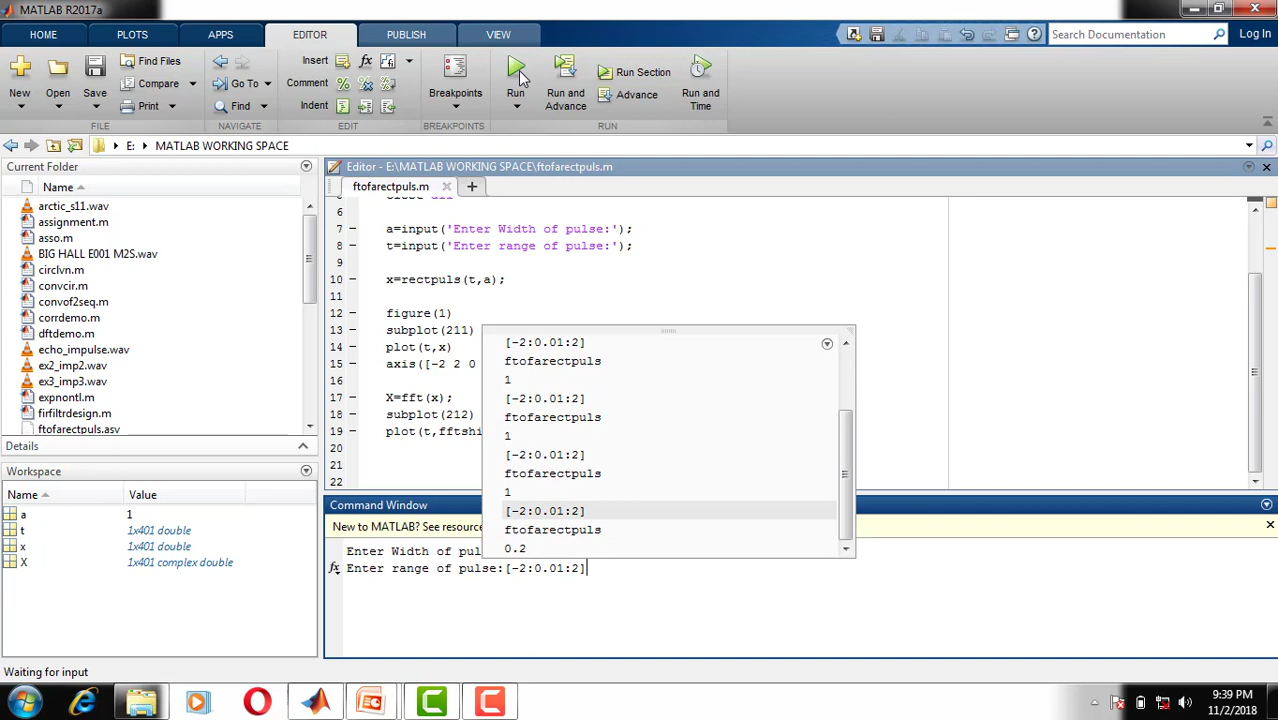 MATLAB R2017a
HOME PLOTS APPS EDITOR PUBLISH VIEW Search Documentation Log In
New Open Save Find Files Compare Print
Go To Find
Insert Comment Indent
Breakpoints Run Run and Advance Run Section Advance Run and Time
FILE NAVIGATE EDIT BREAKPOINTS RUN
E: MATLAB WORKING SPACE
Current Folder
Name
arctic_s11.wav
assignment.m
asso.m
BIG HALL E001 M2S.wav
circlvn.m
convcir.m
convof2seq.m
corrdemo.m
dftdemo.m
echo_impulse.wav
ex2_imp2.wav
ex3_imp3.wav
expnontl.m
firfiltrdesign.m
ftofarectpuls.asv
Details
Workspace
Name Value
a 1
t 1x401 double
x 1x401 double
X 1x401 complex double
Editor - E:\MATLAB WORKING SPACE\ftofarectpuls.m
ftofarectpuls.m
6
7 a=input('Enter Width of pulse:');
8 t=input('Enter range of pulse:');
9
10 x=rectpuls(t,a);
11
12 figure(1)
13 subplot(211)
14 plot(t,x)
15 axis([-2 2 0
16
17 X=fft(x);
18 subplot(212)
19 plot(t,fftshi
20
21
22
[-2:0.01:2]
ftofarectpuls
1
[-2:0.01:2]
ftofarectpuls
1
[-2:0.01:2]
ftofarectpuls
1
[-2:0.01:2]
ftofarectpuls
0.2
Command Window
New to MATLAB? See resource
Enter Width of pul
fx Enter range of pulse:[-2:0.01:2]
Waiting for input
9:39 PM
11/2/2018